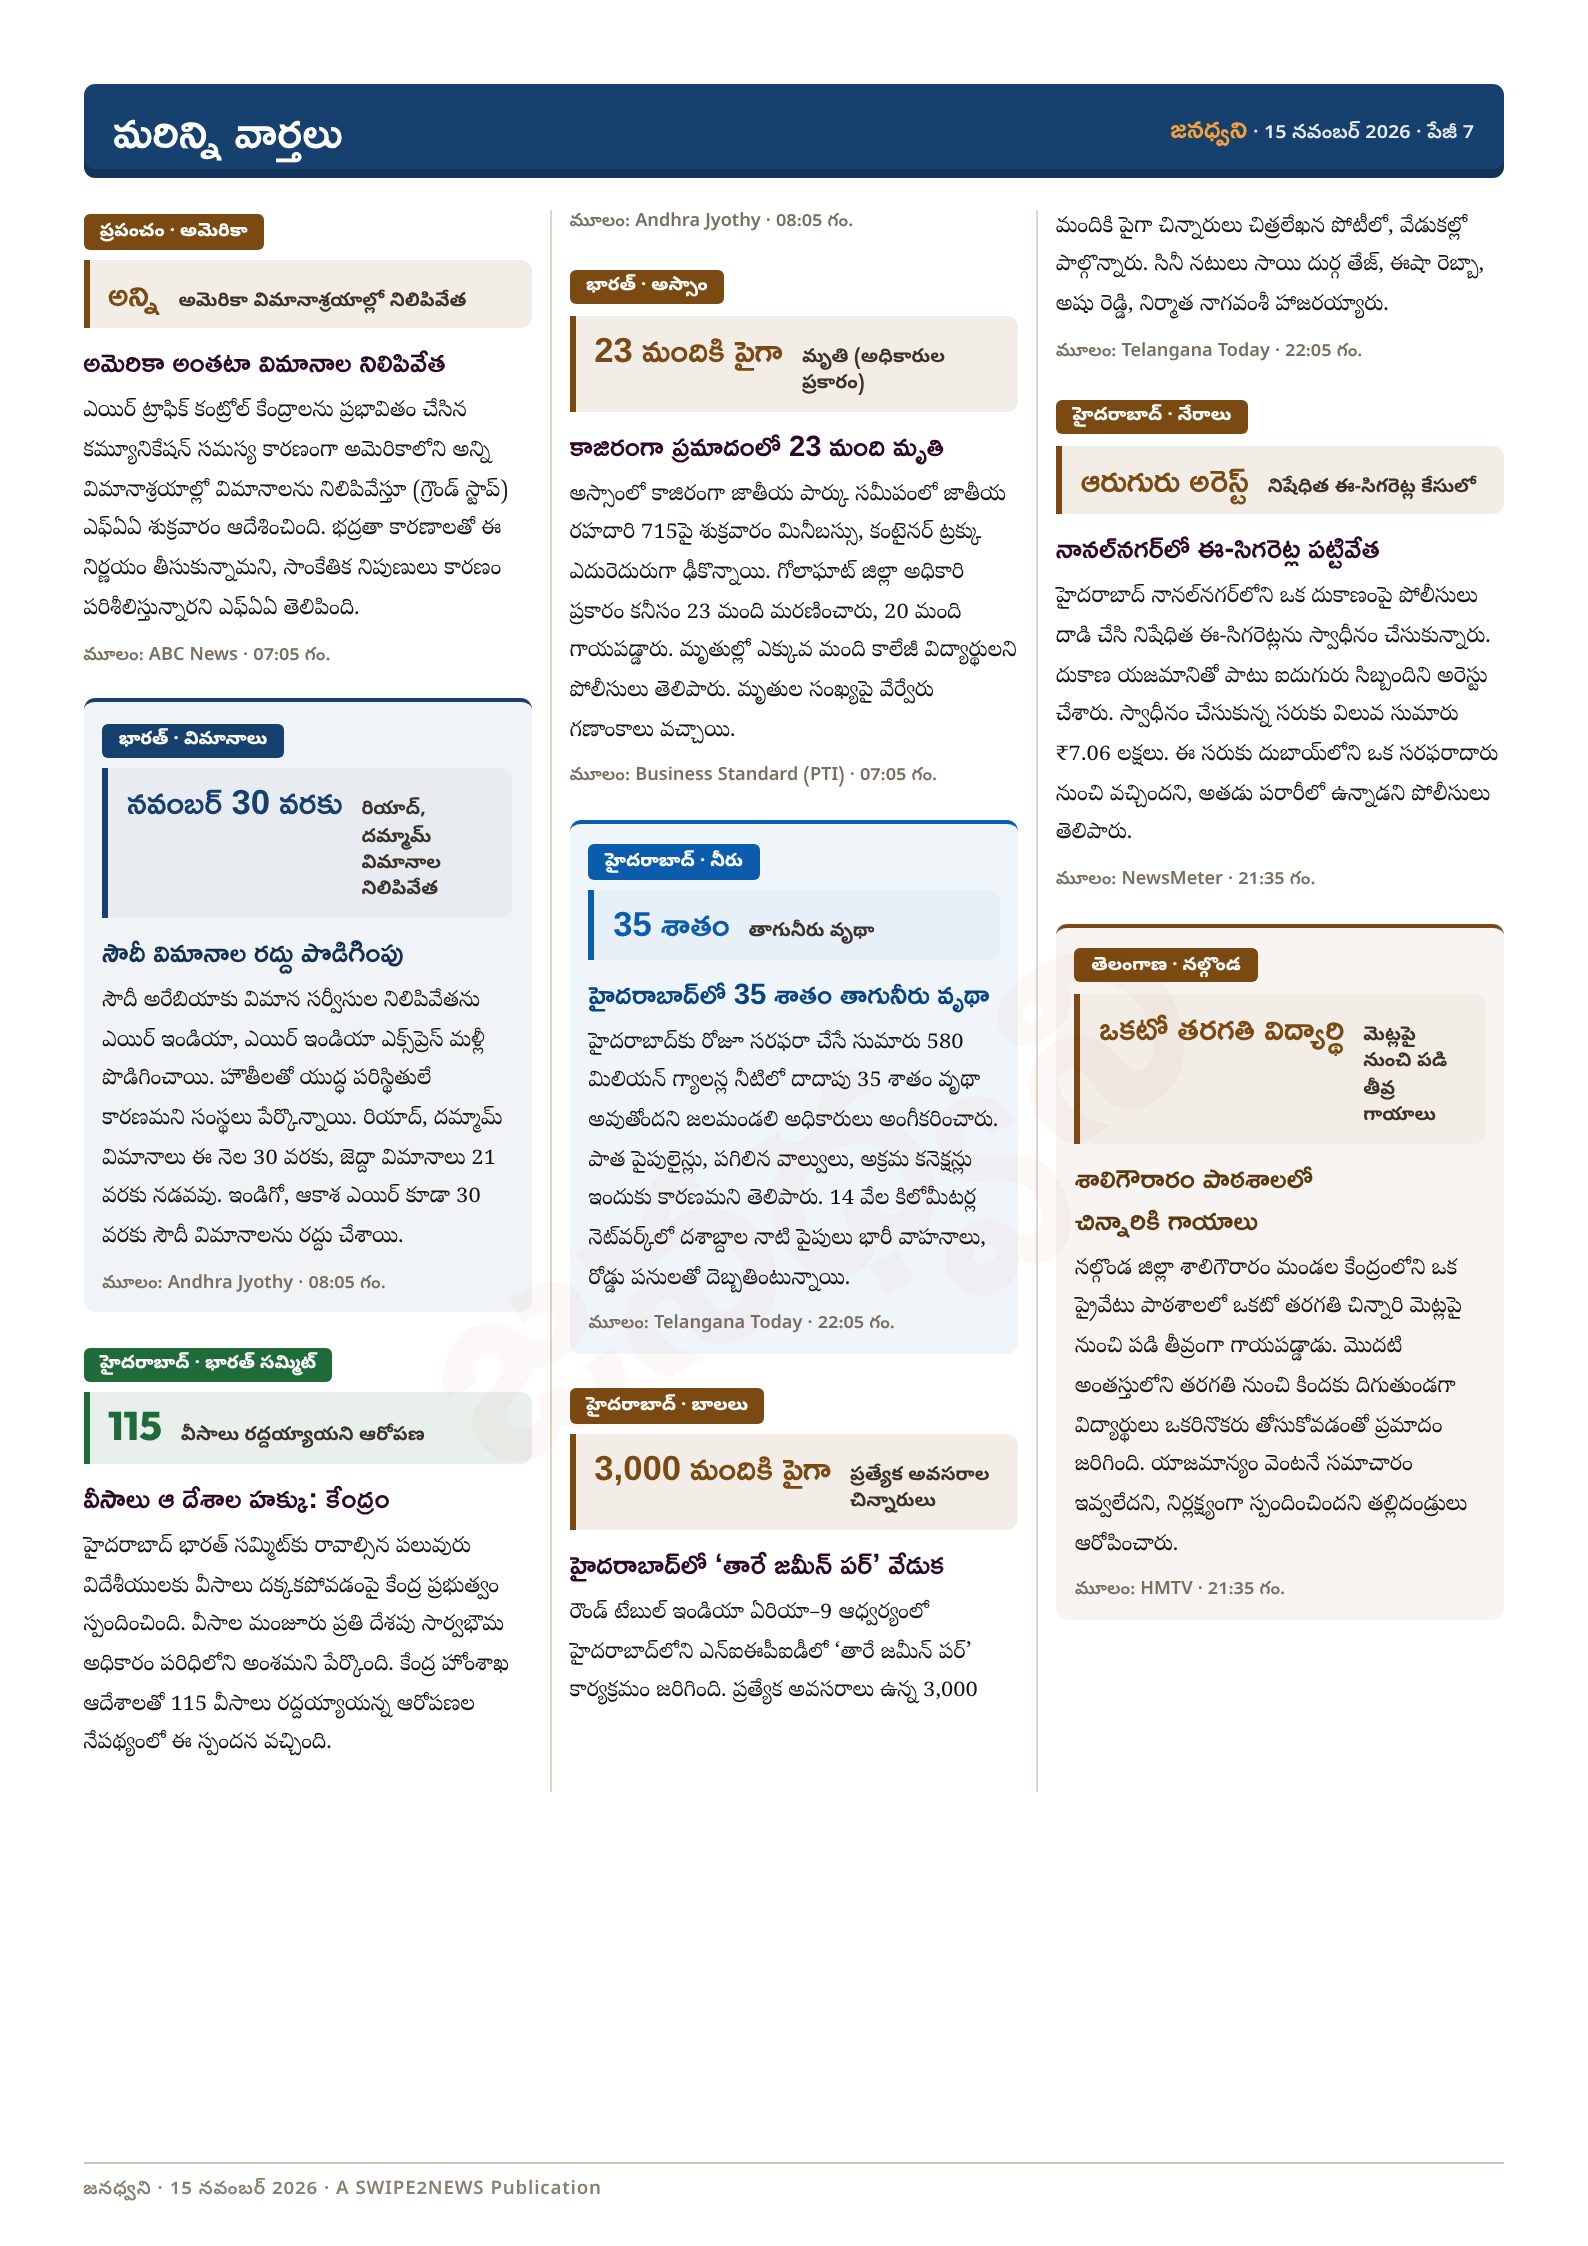 మరిన్ని వార్తలు
జనధ్వని · 15 నవంబర్ 2026 · పేజీ 7
ప్రపంచం · అమెరికా
అన్ని అమెరికా విమానాశ్రయాల్లో నిలిపివేత
అమెరికా అంతటా విమానాల నిలిపివేత
ఎయిర్ ట్రాఫిక్ కంట్రోల్ కేంద్రాలను ప్రభావితం చేసిన
కమ్యూనికేషన్ సమస్య కారణంగా అమెరికాలోని అన్ని
విమానాశ్రయాల్లో విమానాలను నిలిపివేస్తూ (గ్రౌండ్ స్టాప్)
ఎఫ్ఏఏ శుక్రవారం ఆదేశించింది. భద్రతా కారణాలతో ఈ
నిర్ణయం తీసుకున్నామని, సాంకేతిక నిపుణులు కారణం
పరిశీలిస్తున్నారని ఎఫ్ఏఏ తెలిపింది.
మూలం: ABC News · 07:05 గం.
భారత్ · విమానాలు
నవంబర్ 30 వరకు రియాద్,
దమ్మామ్
విమానాల
నిలిపివేత
సౌదీ విమానాల రద్దు పొడిగింపు
సౌదీ అరేబియాకు విమాన సర్వీసుల నిలిపివేతను
ఎయిర్ ఇండియా, ఎయిర్ ఇండియా ఎక్స్‌ప్రెస్ మళ్లీ
పొడిగించాయి. హౌతీలతో యుద్ధ పరిస్థితులే
కారణమని సంస్థలు పేర్కొన్నాయి. రియాద్, దమ్మామ్
విమానాలు ఈ నెల 30 వరకు, జెద్దా విమానాలు 21
వరకు నడవవు. ఇండిగో, ఆకాశ ఎయిర్ కూడా 30
వరకు సౌదీ విమానాలను రద్దు చేశాయి.
మూలం: Andhra Jyothy · 08:05 గం.
హైదరాబాద్ · భారత్ సమ్మిట్
115 వీసాలు రద్దయ్యాయని ఆరోపణ
వీసాలు ఆ దేశాల హక్కు: కేంద్రం
హైదరాబాద్ భారత్ సమ్మిట్‌కు రావాల్సిన పలువురు
విదేశీయులకు వీసాలు దక్కకపోవడంపై కేంద్ర ప్రభుత్వం
స్పందించింది. వీసాల మంజూరు ప్రతి దేశపు సార్వభౌమ
అధికారం పరిధిలోని అంశమని పేర్కొంది. కేంద్ర హోంశాఖ
ఆదేశాలతో 115 వీసాలు రద్దయ్యాయన్న ఆరోపణల
నేపథ్యంలో ఈ స్పందన వచ్చింది.
మూలం: Andhra Jyothy · 08:05 గం.
భారత్ · అస్సాం
23 మందికి పైగా మృతి (అధికారుల
ప్రకారం)
కాజిరంగా ప్రమాదంలో 23 మంది మృతి
అస్సాంలో కాజిరంగా జాతీయ పార్కు సమీపంలో జాతీయ
రహదారి 715పై శుక్రవారం మినీబస్సు, కంటైనర్ ట్రక్కు
ఎదురెదురుగా ఢీకొన్నాయి. గోలాఘాట్ జిల్లా అధికారి
ప్రకారం కనీసం 23 మంది మరణించారు, 20 మంది
గాయపడ్డారు. మృతుల్లో ఎక్కువ మంది కాలేజీ విద్యార్థులని
పోలీసులు తెలిపారు. మృతుల సంఖ్యపై వేర్వేరు
గణాంకాలు వచ్చాయి.
మూలం: Business Standard (PTI) · 07:05 గం.
హైదరాబాద్ · నీరు
35 శాతం తాగునీరు వృథా
హైదరాబాద్‌లో 35 శాతం తాగునీరు వృథా
హైదరాబాద్‌కు రోజూ సరఫరా చేసే సుమారు 580
మిలియన్ గ్యాలన్ల నీటిలో దాదాపు 35 శాతం వృథా
అవుతోందని జలమండలి అధికారులు అంగీకరించారు.
పాత పైపులైన్లు, పగిలిన వాల్వులు, అక్రమ కనెక్షన్లు
ఇందుకు కారణమని తెలిపారు. 14 వేల కిలోమీటర్ల
నెట్‌వర్క్‌లో దశాబ్దాల నాటి పైపులు భారీ వాహనాలు,
రోడ్డు పనులతో దెబ్బతింటున్నాయి.
మూలం: Telangana Today · 22:05 గం.
హైదరాబాద్ · బాలలు
3,000 మందికి పైగా ప్రత్యేక అవసరాల
చిన్నారులు
హైదరాబాద్‌లో ‘తారే జమీన్ పర్’ వేడుక
రౌండ్ టేబుల్ ఇండియా ఏరియా–9 ఆధ్వర్యంలో
హైదరాబాద్‌లోని ఎన్ఐఈపీఐడీలో ‘తారే జమీన్ పర్’
కార్యక్రమం జరిగింది. ప్రత్యేక అవసరాలు ఉన్న 3,000
మందికి పైగా చిన్నారులు చిత్రలేఖన పోటీలో, వేడుకల్లో
పాల్గొన్నారు. సినీ నటులు సాయి దుర్గ తేజ్, ఈషా రెబ్బా,
అషు రెడ్డి, నిర్మాత నాగవంశీ హాజరయ్యారు.
మూలం: Telangana Today · 22:05 గం.
హైదరాబాద్ · నేరాలు
ఆరుగురు అరెస్ట్ నిషేధిత ఈ-సిగరెట్ల కేసులో
నానల్‌నగర్‌లో ఈ-సిగరెట్ల పట్టివేత
హైదరాబాద్ నానల్‌నగర్‌లోని ఒక దుకాణంపై పోలీసులు
దాడి చేసి నిషేధిత ఈ-సిగరెట్లను స్వాధీనం చేసుకున్నారు.
దుకాణ యజమానితో పాటు ఐదుగురు సిబ్బందిని అరెస్టు
చేశారు. స్వాధీనం చేసుకున్న సరుకు విలువ సుమారు
₹7.06 లక్షలు. ఈ సరుకు దుబాయ్‌లోని ఒక సరఫరాదారు
నుంచి వచ్చిందని, అతడు పరారీలో ఉన్నాడని పోలీసులు
తెలిపారు.
మూలం: NewsMeter · 21:35 గం.
తెలంగాణ · నల్గొండ
ఒకటో తరగతి విద్యార్థి మెట్లపై
నుంచి పడి
తీవ్ర
గాయాలు
శాలిగౌరారం పాఠశాలలో
చిన్నారికి గాయాలు
నల్గొండ జిల్లా శాలిగౌరారం మండల కేంద్రంలోని ఒక
ప్రైవేటు పాఠశాలలో ఒకటో తరగతి చిన్నారి మెట్లపై
నుంచి పడి తీవ్రంగా గాయపడ్డాడు. మొదటి
అంతస్తులోని తరగతి నుంచి కిందకు దిగుతుండగా
విద్యార్థులు ఒకరినొకరు తోసుకోవడంతో ప్రమాదం
జరిగింది. యాజమాన్యం వెంటనే సమాచారం
ఇవ్వలేదని, నిర్లక్ష్యంగా స్పందించిందని తల్లిదండ్రులు
ఆరోపించారు.
మూలం: HMTV · 21:35 గం.
జనధ్వని
జనధ్వని · 15 నవంబర్ 2026 · A SWIPE2NEWS Publication